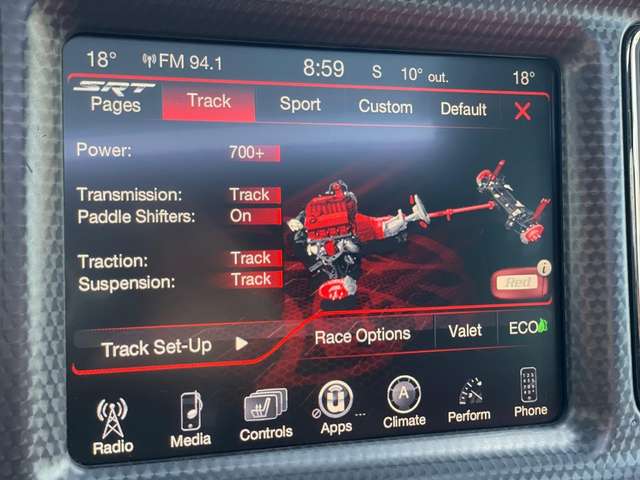 18° FM 94.1 8:59 S 10° out. 18°
SRT
Pages Track Sport Custom Default X
Power: 700+
Transmission: Track
Paddle Shifters: On
Traction: Track
Suspension: Track
Red i
Track Set-Up Race Options Valet ECO
A
Radio Media Controls Apps Climate Perform Phone